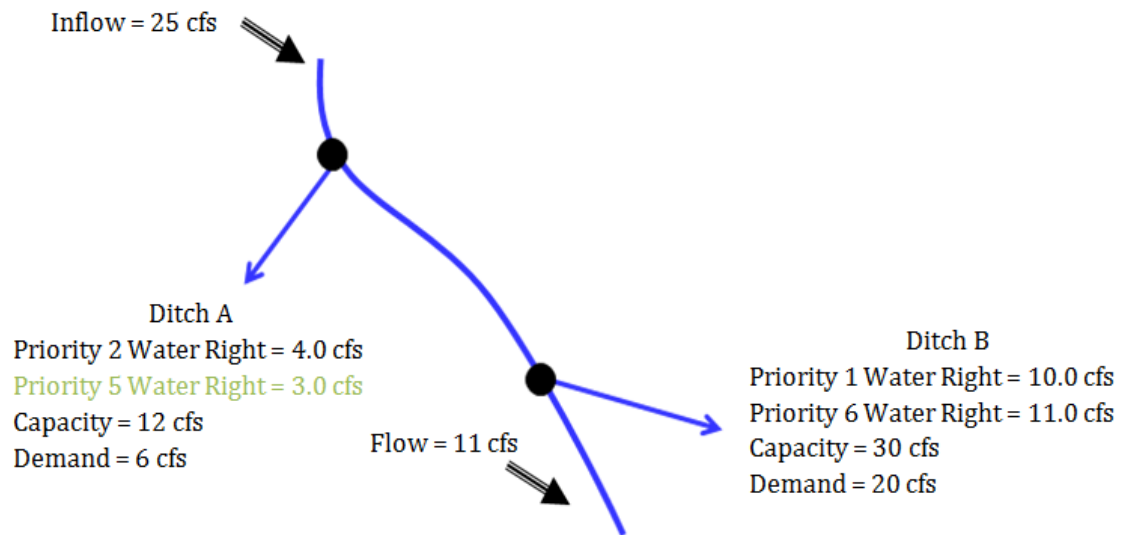 Inflow = 25 cfs
Ditch A
Priority 2 Water Right = 4.0 cfs
Priority 5 Water Right = 3.0 cfs
Capacity = 12 cfs
Demand = 6 cfs
Flow = 11 cfs
Ditch B
Priority 1 Water Right = 10.0 cfs
Priority 6 Water Right = 11.0 cfs
Capacity = 30 cfs
Demand = 20 cfs